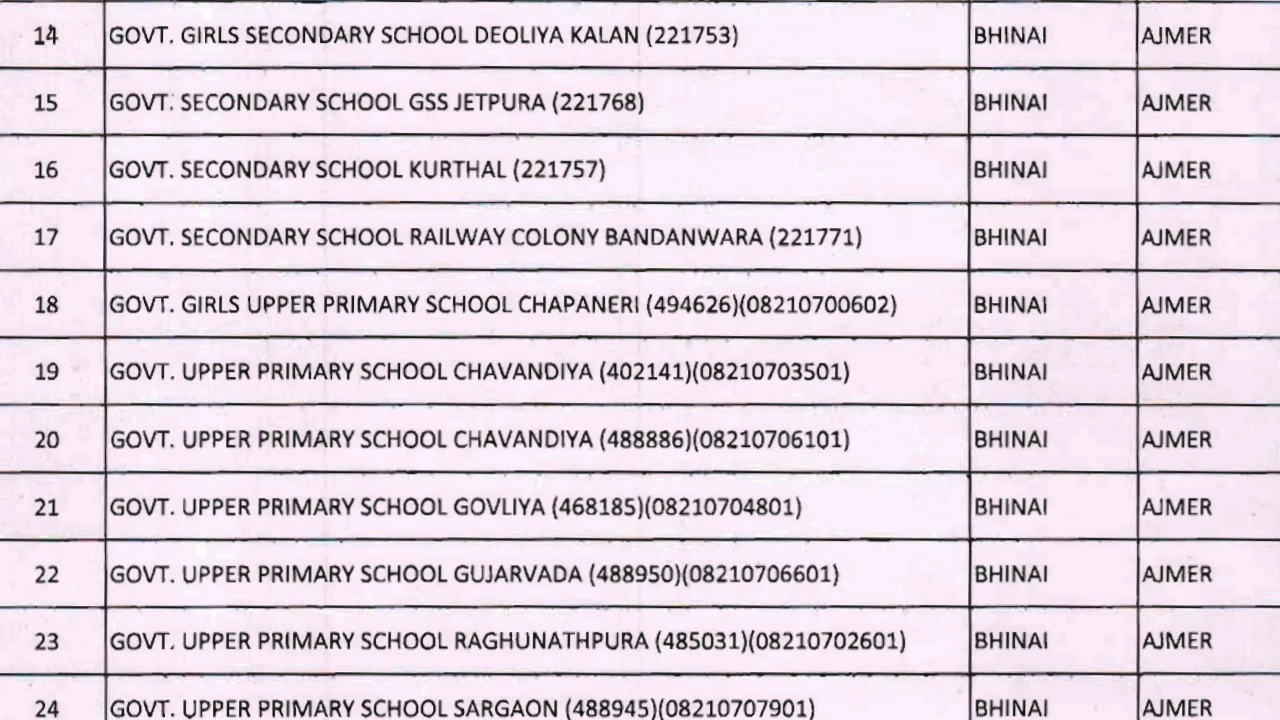 14 GOVT. GIRLS SECONDARY SCHOOL DEOLIYA KALAN (221753) BHINAI AJMER
15 GOVT. SECONDARY SCHOOL GSS JETPURA (221768) BHINAI AJMER
16 GOVT. SECONDARY SCHOOL KURTHAL (221757) BHINAI AJMER
17 GOVT. SECONDARY SCHOOL RAILWAY COLONY BANDANWARA (221771) BHINAI AJMER
18 GOVT. GIRLS UPPER PRIMARY SCHOOL CHAPANERI (494626)(08210700602) BHINAI AJMER
19 GOVT. UPPER PRIMARY SCHOOL CHAVANDIYA (402141)(08210703501) BHINAI AJMER
20 GOVT. UPPER PRIMARY SCHOOL CHAVANDIYA (488886)(08210706101) BHINAI AJMER
21 GOVT. UPPER PRIMARY SCHOOL GOVLIYA (468185)(08210704801) BHINAI AJMER
22 GOVT. UPPER PRIMARY SCHOOL GUJARVADA (488950)(08210706601) BHINAI AJMER
23 GOVT. UPPER PRIMARY SCHOOL RAGHUNATHPURA (485031)(08210702601) BHINAI AJMER
24 GOVT. UPPER PRIMARY SCHOOL SARGAON (488945)(08210707901) BHINAI AJMER